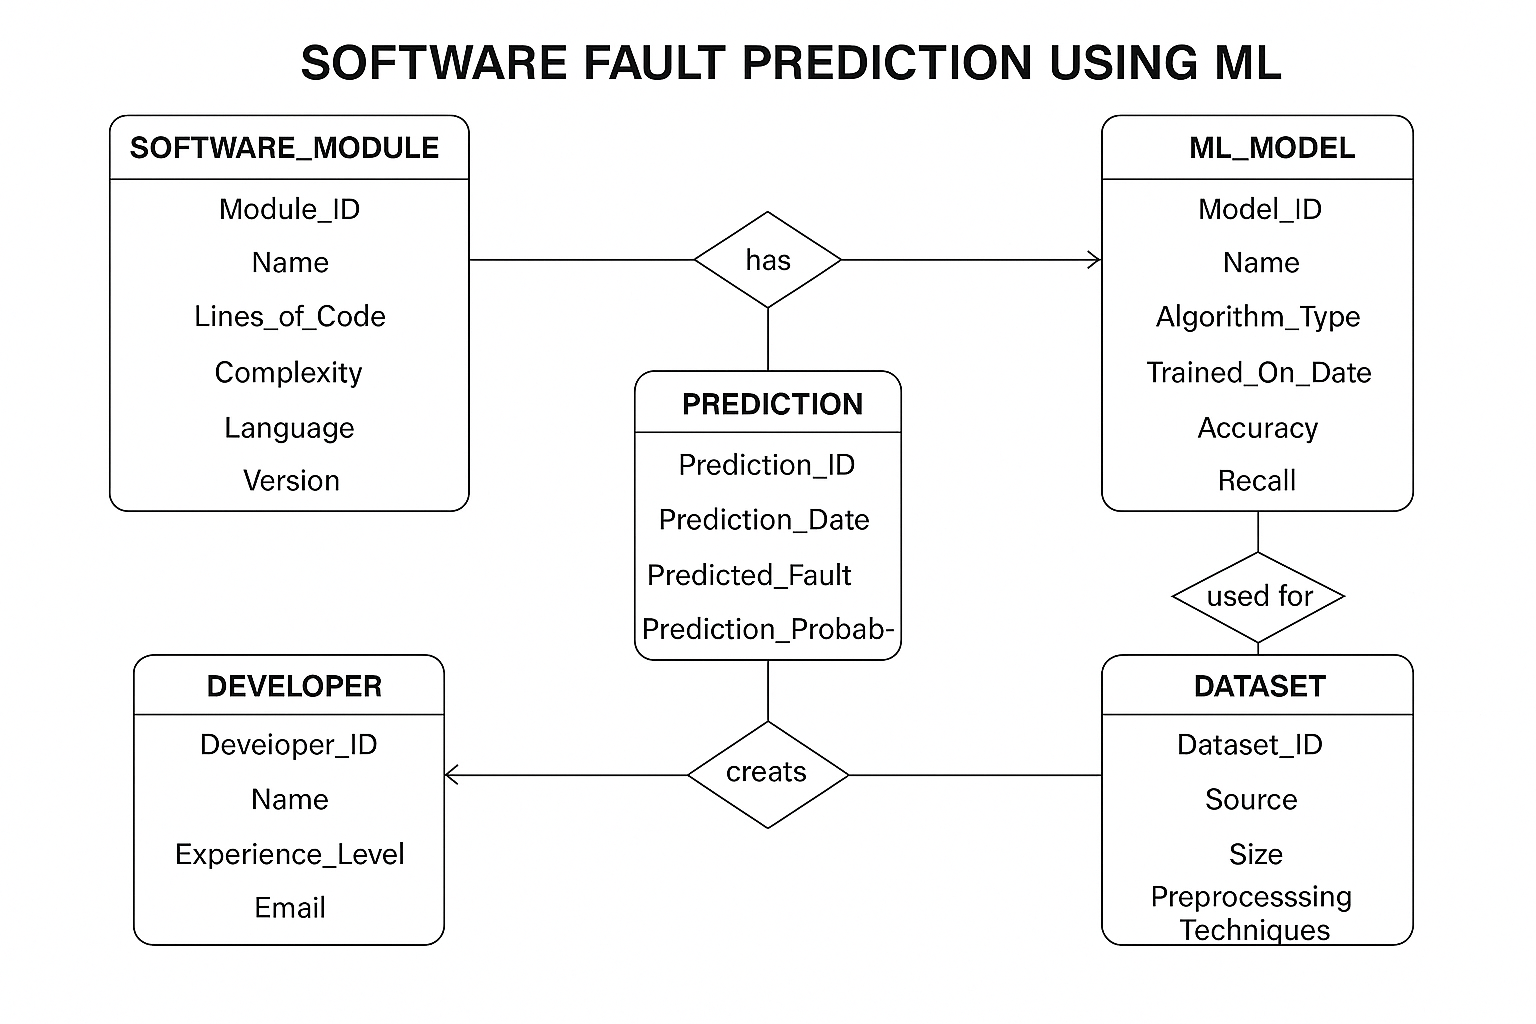 SOFTWARE FAULT PREDICTION USING ML
SOFTWARE_MODULE
Module_ID
Name
Lines_of_Code
Complexity
Language
Version
has
ML_MODEL
Model_ID
Name
Algorithm_Type
Trained_On_Date
Accuracy
Recall
PREDICTION
Prediction_ID
Prediction_Date
Predicted_Fault
Prediction_Probab-
used for
DEVELOPER
Deveioper_ID
Name
Experience_Level
Email
creats
DATASET
Dataset_ID
Source
Size
Preprocesssing
Techniques